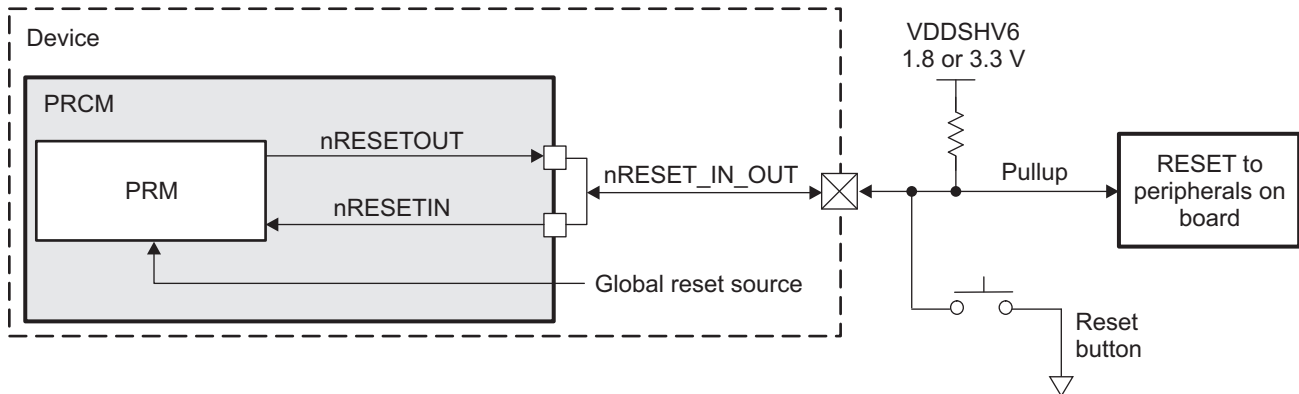 Device
PRCM
PRM
nRESETOUT
nRESETIN
Global reset source
nRESET_IN_OUT
VDDSHV6
1.8 or 3.3 V
Pullup
RESET to
peripherals on
board
Reset
button